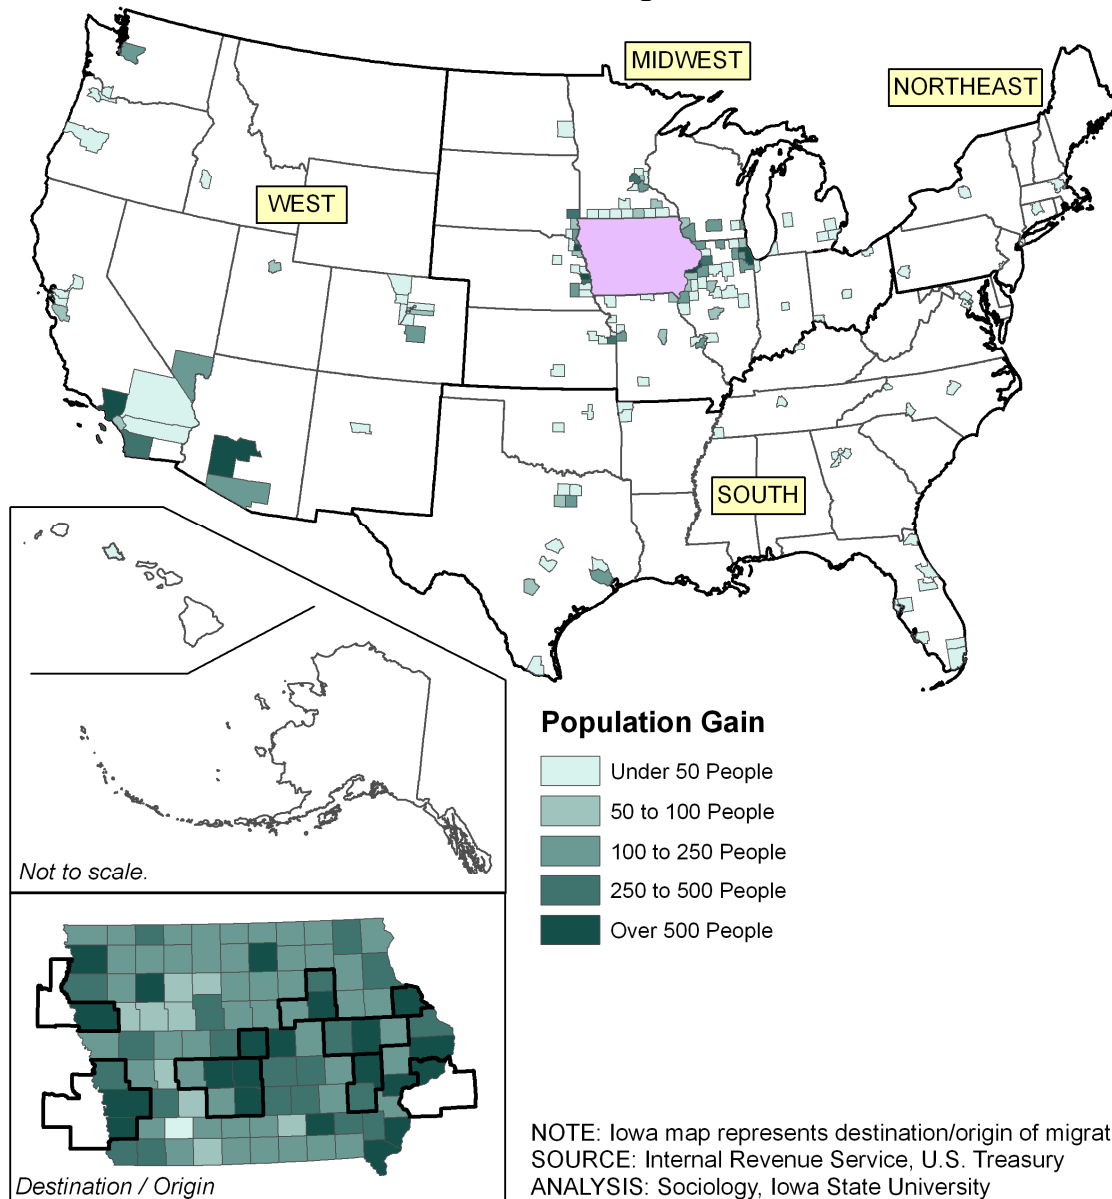 MIDWEST
NORTHEAST
WEST
SOUTH
Population Gain
Under 50 People
50 to 100 People
100 to 250 People
250 to 500 People
Over 500 People
Not to scale.
Destination / Origin
NOTE: Iowa map represents destination/origin of migrat
SOURCE: Internal Revenue Service, U.S. Treasury
ANALYSIS: Sociology, Iowa State University